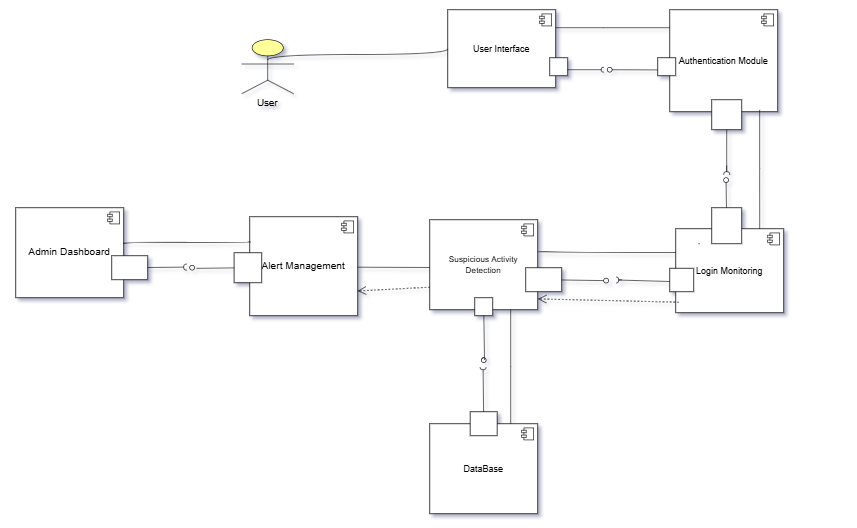 User Interface
Authentication Module
User
Admin Dashboard
Alert Management
Suspicious Activity
Detection
Login Monitoring
DataBase